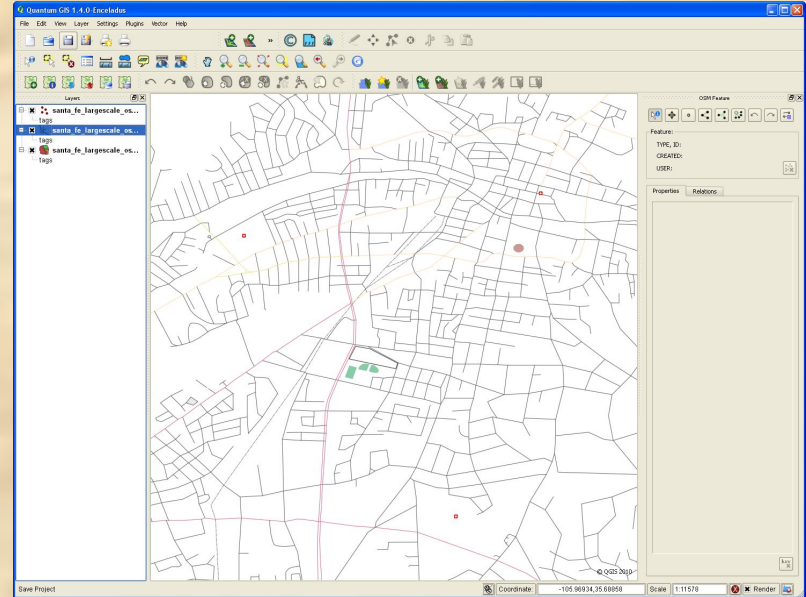 Quantum GIS 1.4.0-Enceladus
File Edit View Layer Settings Plugins Vector Help
Layers
santa_fe_largescale_os...
tags
santa_fe_largescale_os...
tags
santa_fe_largescale_os...
tags
© QGIS 2010
OSM Feature
Feature:
TYPE, ID:
CREATED:
USER:
Properties Relations
Save Project
Coordinate: -105.96934,35.68858 Scale 1:11578 Render